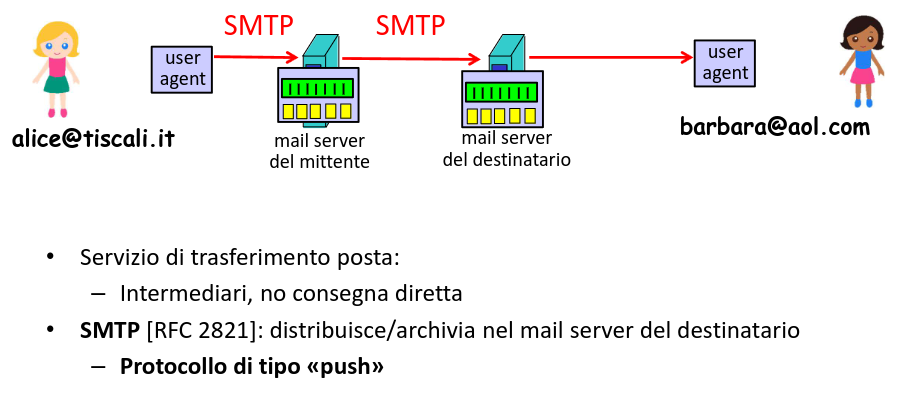 SMTP
SMTP
user
agent
user
agent
alice@tiscali.it
mail server
del mittente
mail server
del destinatario
barbara@aol.com
• Servizio di trasferimento posta:
– Intermediari, no consegna diretta
• SMTP [RFC 2821]: distribuisce/archivia nel mail server del destinatario
– Protocollo di tipo «push»